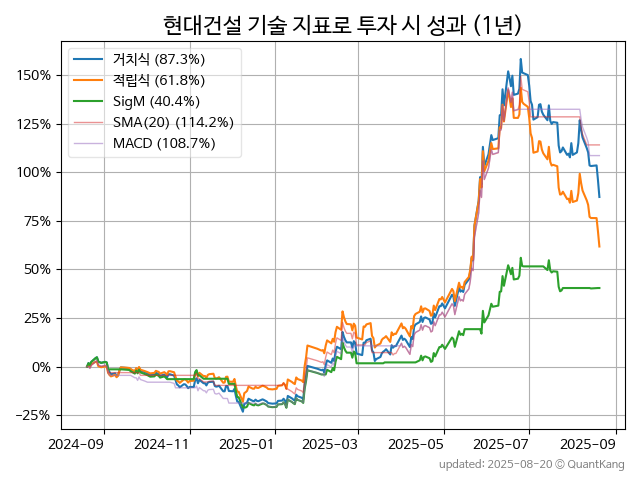 현대건설 기술 지표로 투자 시 성과 (1년)
거치식 (87.3%)
적립식 (61.8%)
SigM (40.4%)
SMA(20) (114.2%)
MACD (108.7%)
150%
125%
100%
75%
50%
25%
0%
−25%
2024-09 2024-11 2025-01 2025-03 2025-05 2025-07 2025-09
updated: 2025-08-20 © QuantKang